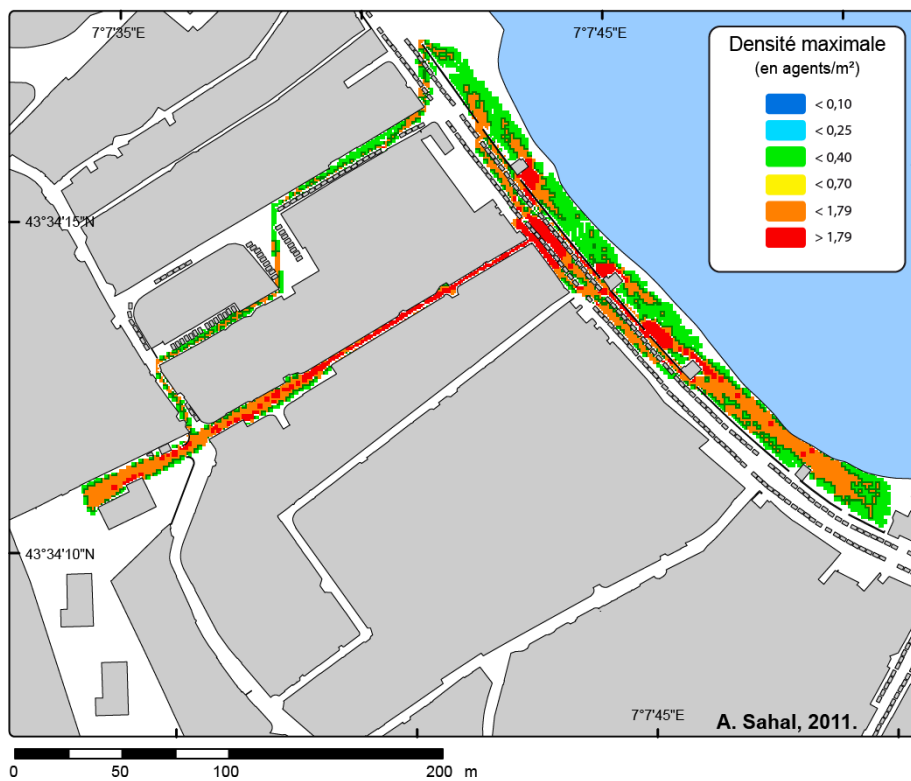 7°7'35"E
7°7'45"E
Densité maximale
(en agents/m²)
< 0,10
< 0,25
< 0,40
< 0,70
< 1,79
> 1,79
43°34'15"N
43°34'10"N
7°7'45"E
A. Sahal, 2011.
0 50 100 200 m